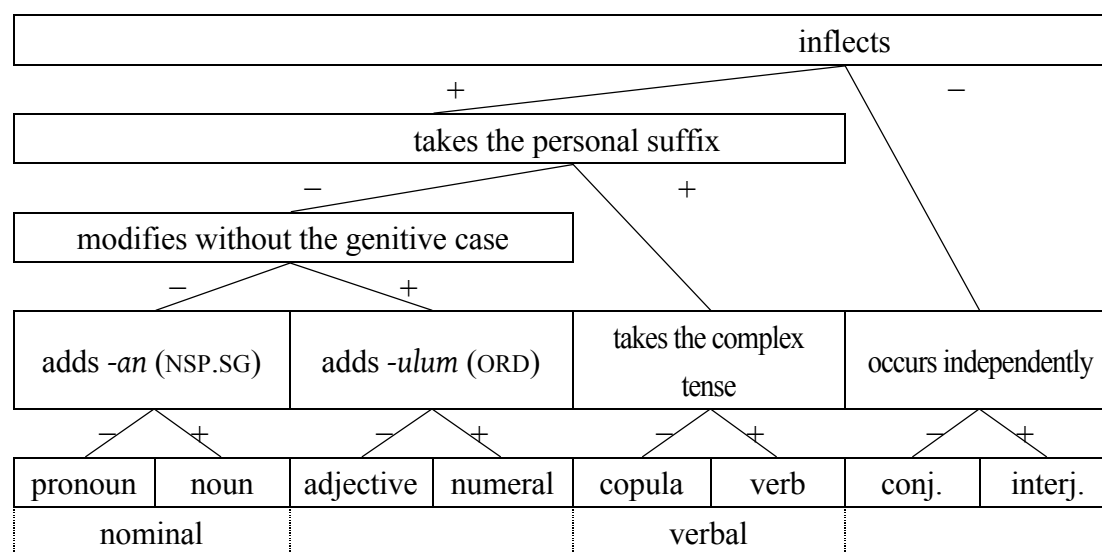 inflects
+ −
takes the personal suffix
− +
modifies without the genitive case
− +
adds -an (NSP.SG) adds -ulum (ORD) takes the complex tense occurs independently
− + − + − + − +
pronoun noun adjective numeral copula verb conj. interj.
nominal verbal